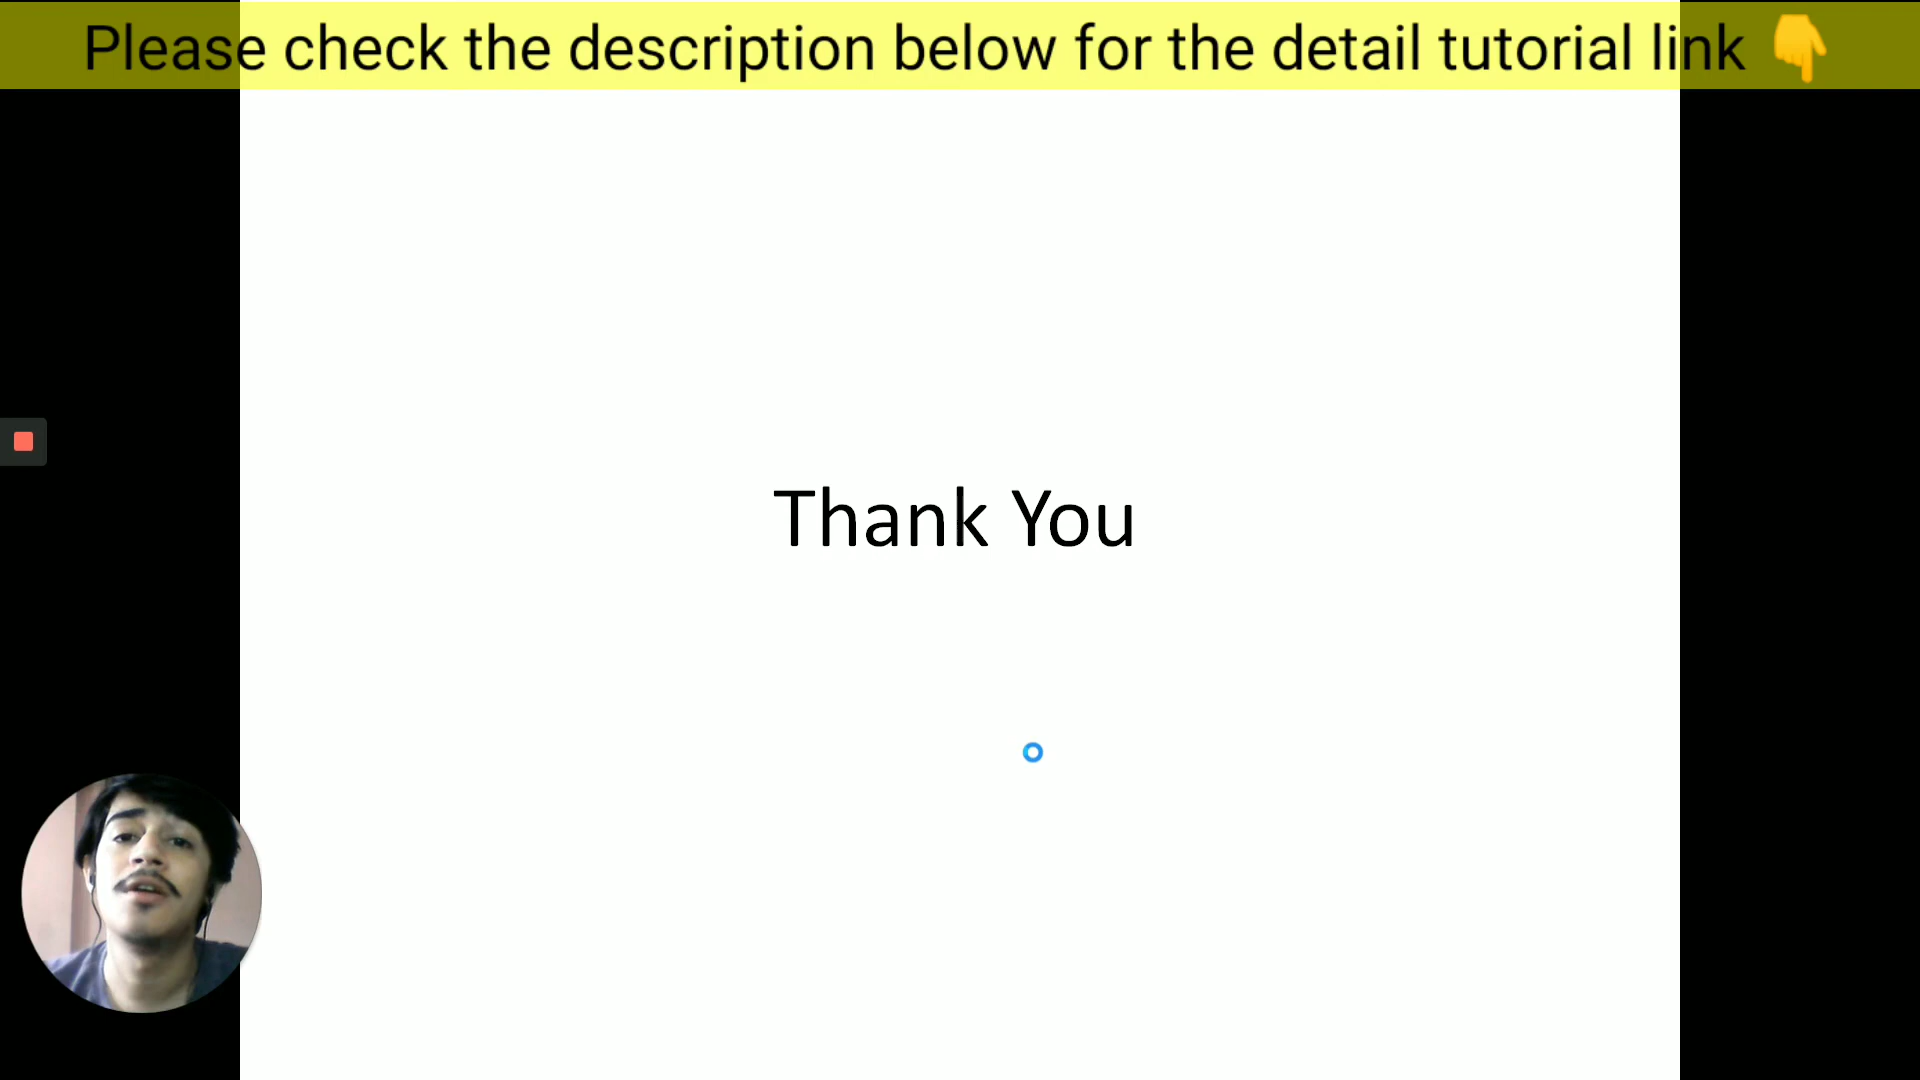 Please check the description below for the detail tutorial link 👇
Thank You